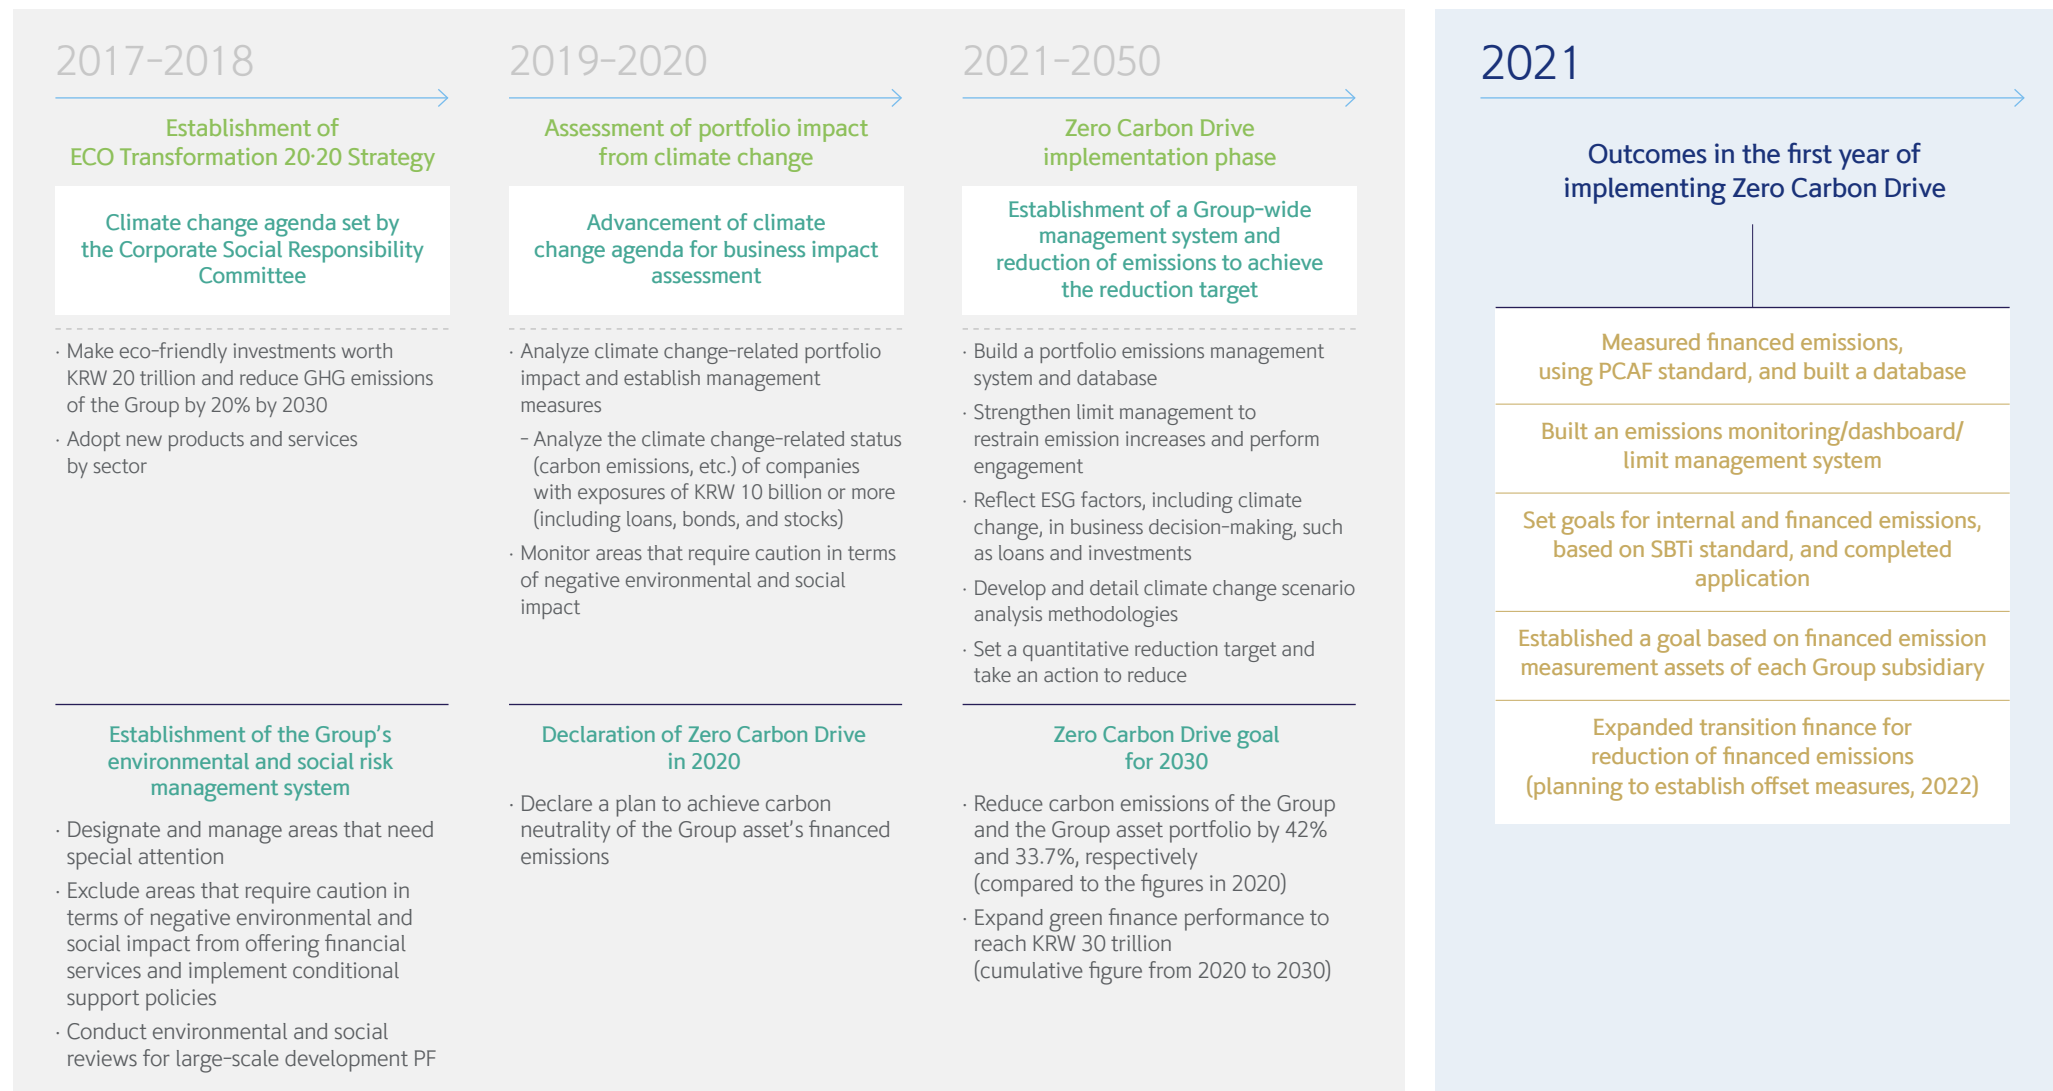 2017-2018
Establishment of
ECO Transformation 20·20 Strategy
Climate change agenda set by
the Corporate Social Responsibility
Committee
· Make eco-friendly investments worth
KRW 20 trillion and reduce GHG emissions
of the Group by 20% by 2030
· Adopt new products and services
by sector
Establishment of the Group's
environmental and social risk
management system
· Designate and manage areas that need
special attention
· Exclude areas that require caution in
terms of negative environmental and
social impact from offering financial
services and implement conditional
support policies
· Conduct environmental and social
reviews for large-scale development PF
2019-2020
Assessment of portfolio impact
from climate change
Advancement of climate
change agenda for business impact
assessment
· Analyze climate change-related portfolio
impact and establish management
measures
- Analyze the climate change-related status
(carbon emissions, etc.) of companies
with exposures of KRW 10 billion or more
(including loans, bonds, and stocks)
· Monitor areas that require caution in terms
of negative environmental and social
impact
Declaration of Zero Carbon Drive
in 2020
· Declare a plan to achieve carbon
neutrality of the Group asset's financed
emissions
2021-2050
Zero Carbon Drive
implementation phase
Establishment of a Group-wide
management system and
reduction of emissions to achieve
the reduction target
· Build a portfolio emissions management
system and database
· Strengthen limit management to
restrain emission increases and perform
engagement
· Reflect ESG factors, including climate
change, in business decision-making, such
as loans and investments
· Develop and detail climate change scenario
analysis methodologies
· Set a quantitative reduction target and
take an action to reduce
Zero Carbon Drive goal
for 2030
· Reduce carbon emissions of the Group
and the Group asset portfolio by 42%
and 33.7%, respectively
(compared to the figures in 2020)
· Expand green finance performance to
reach KRW 30 trillion
(cumulative figure from 2020 to 2030)
2021
Outcomes in the first year of
implementing Zero Carbon Drive
Measured financed emissions,
using PCAF standard, and built a database
Built an emissions monitoring/dashboard/
limit management system
Set goals for internal and financed emissions,
based on SBTi standard, and completed
application
Established a goal based on financed emission
measurement assets of each Group subsidiary
Expanded transition finance for
reduction of financed emissions
(planning to establish offset measures, 2022)